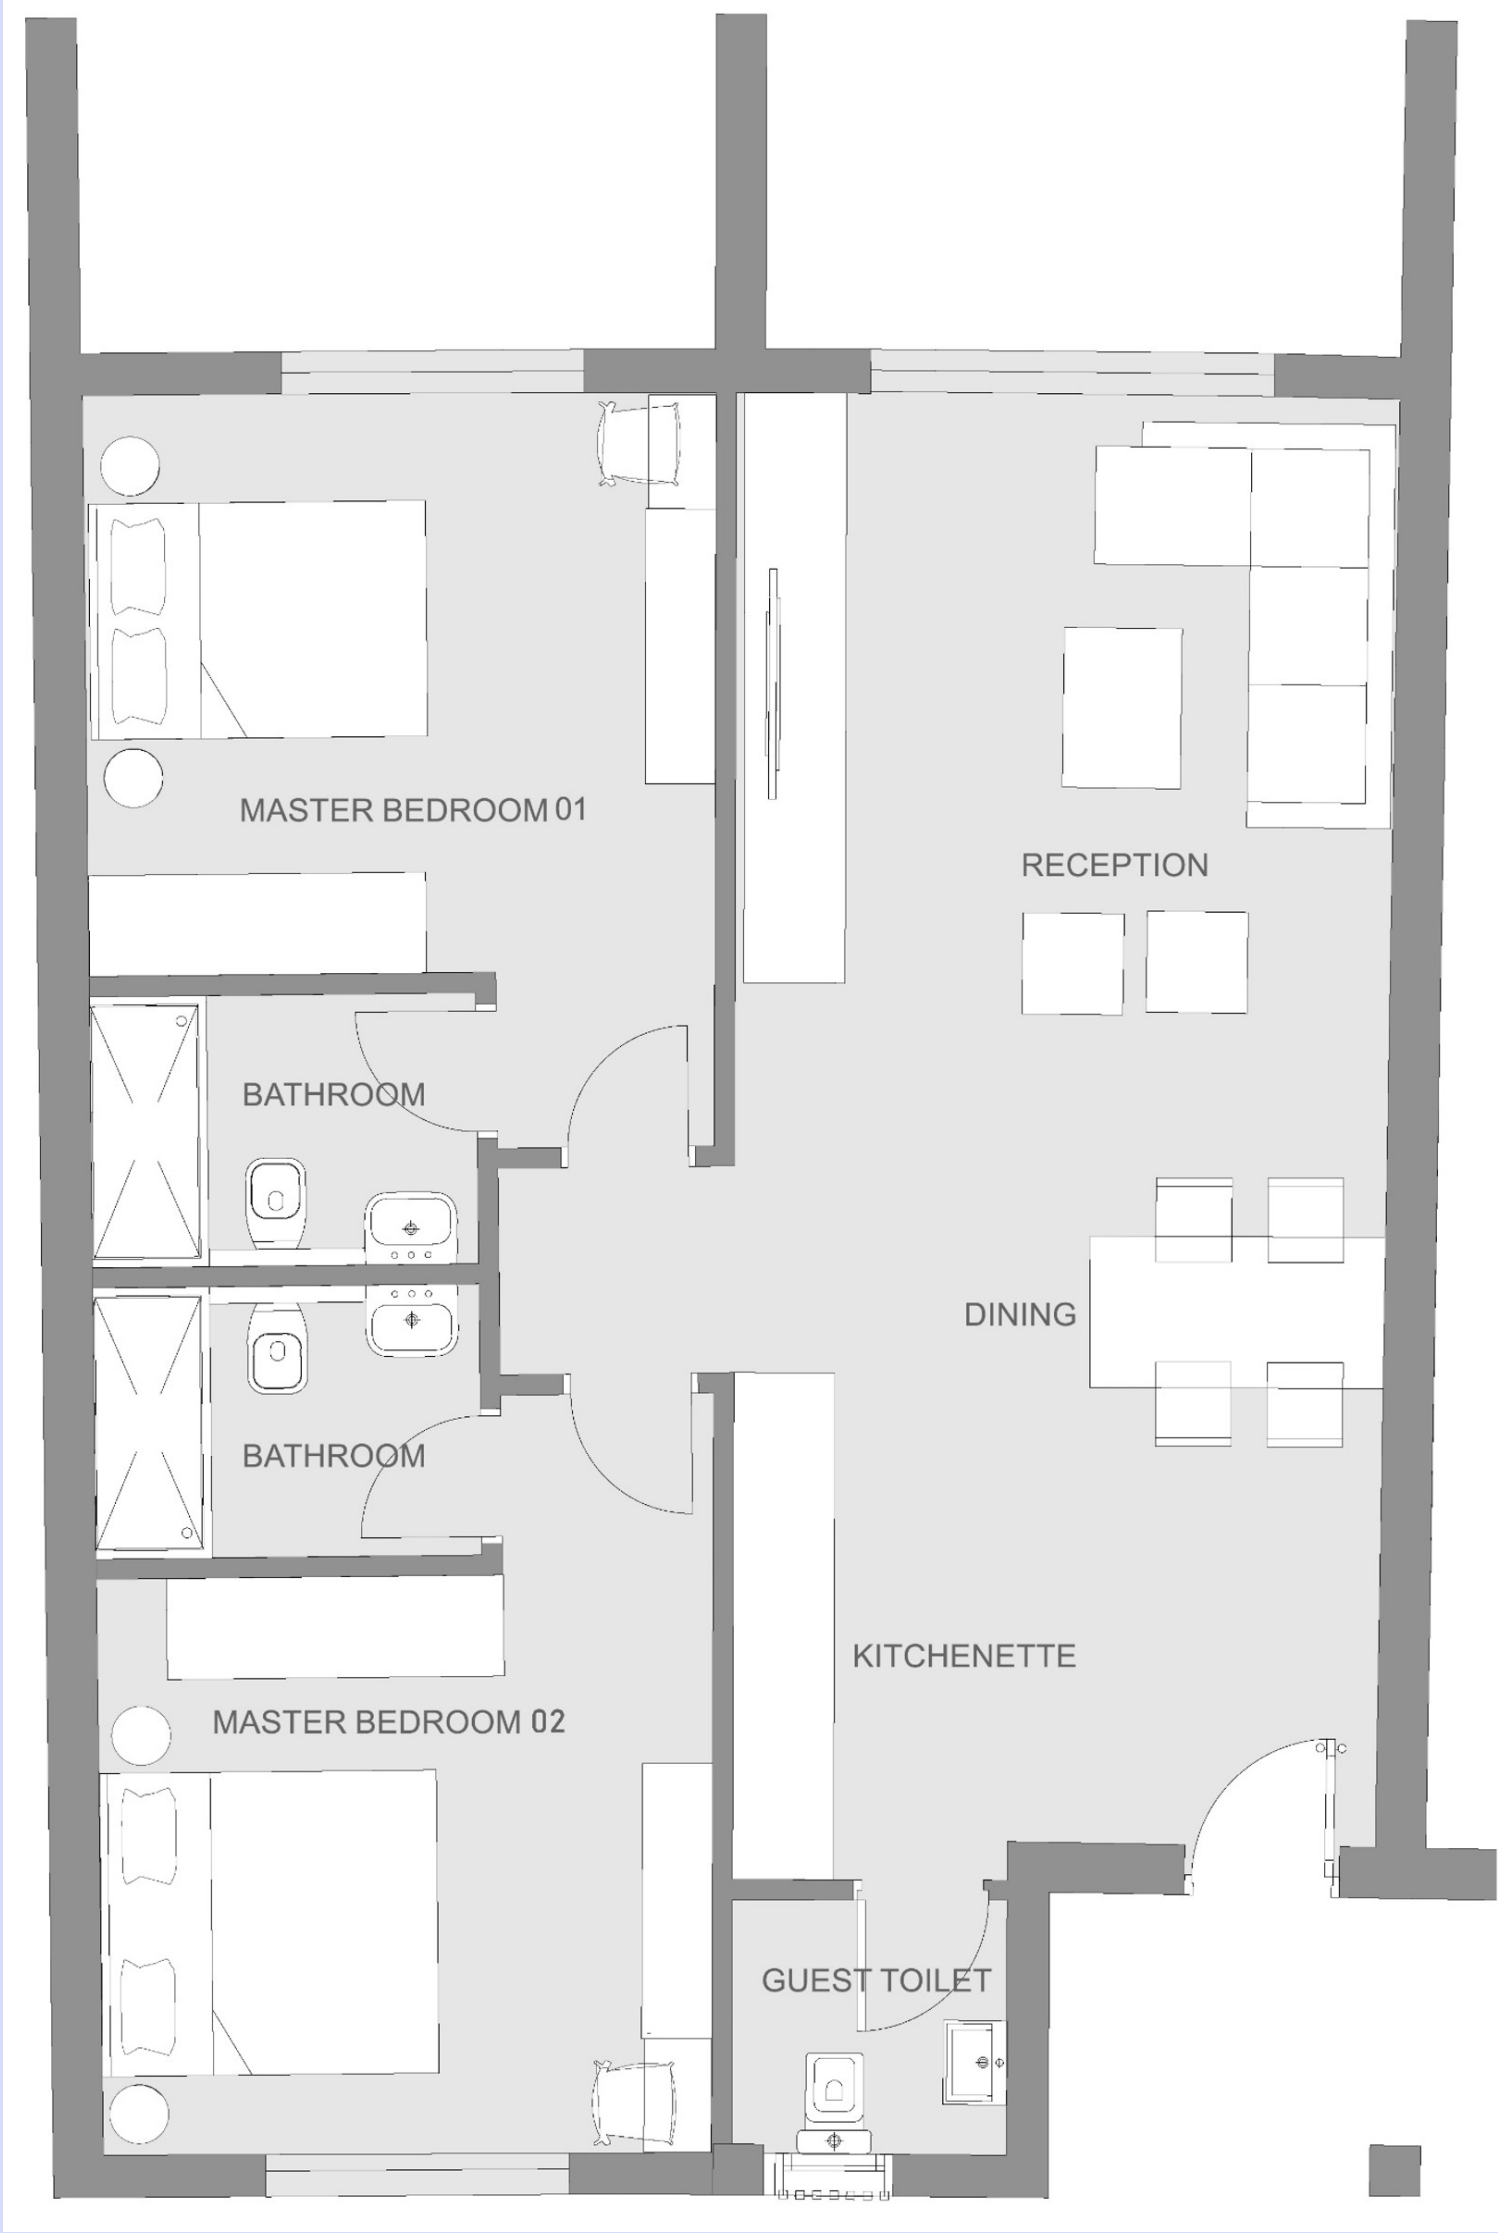 MASTER BEDROOM 01
RECEPTION
BATHROOM
DINING
BATHROOM
KITCHENETTE
MASTER BEDROOM 02
GUEST TOILET